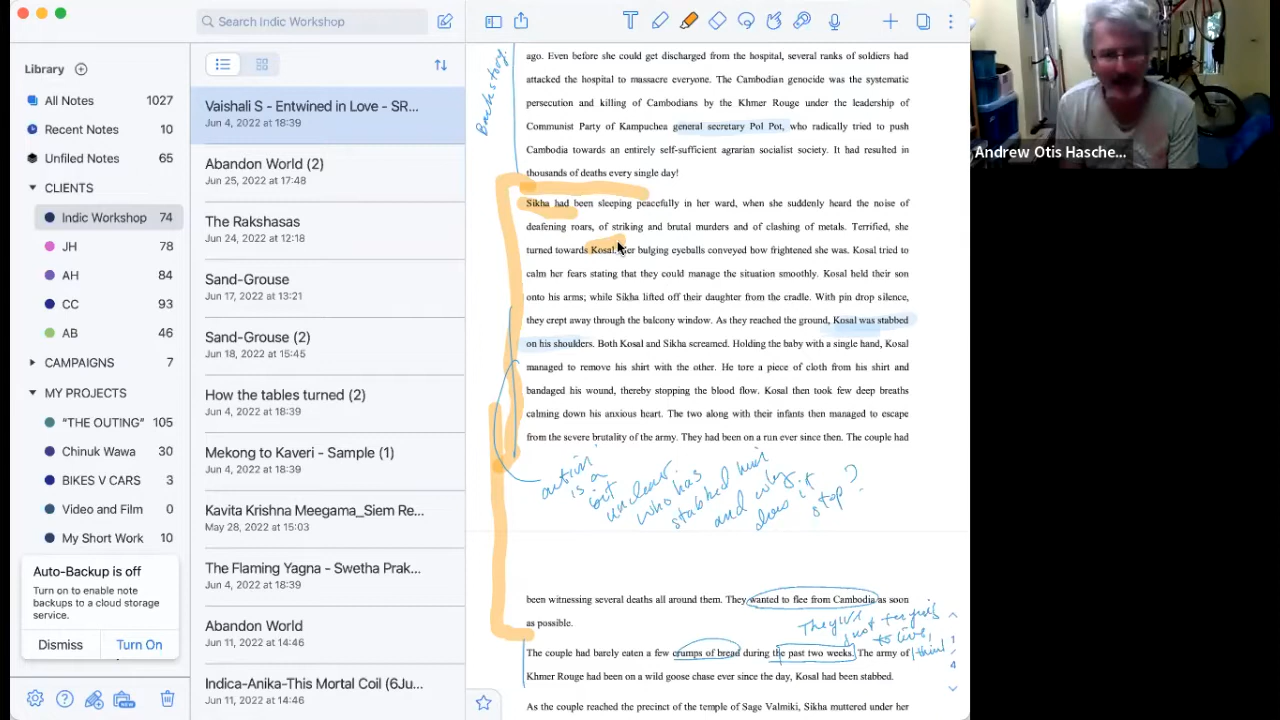 Search Indic Workshop
Library
All Notes 1027
Recent Notes 10
Unfiled Notes 65
CLIENTS
Indic Workshop 74
JH 78
AH 84
CC 93
AB 46
CAMPAIGNS 7
MY PROJECTS
"THE OUTING" 105
Chinuk Wawa 30
BIKES V CARS 3
Video and Film 0
My Short Work 10
Auto-Backup is off
Turn on to enable note
backups to a cloud storage
service.
Dismiss Turn On
Vaishali S - Entwined in Love - SR...
Jun 4, 2022 at 18:39
Abandon World (2)
Jun 25, 2022 at 17:48
The Rakshasas
Jun 24, 2022 at 12:18
Sand-Grouse
Jun 17, 2022 at 13:21
Sand-Grouse (2)
Jun 18, 2022 at 15:45
How the tables turned (2)
Jun 4, 2022 at 18:39
Mekong to Kaveri - Sample (1)
Jun 4, 2022 at 18:39
Kavita Krishna Meegama_Siem Re...
May 28, 2022 at 15:03
The Flaming Yagna - Swetha Prak...
Jun 4, 2022 at 18:39
Abandon World
Jun 11, 2022 at 14:46
Indica-Anika-This Mortal Coil (6Ju...
Jun 11, 2022 at 14:46
Backstory.
ago. Even before she could get discharged from the hospital, several ranks of soldiers had
attacked the hospital to massacre everyone. The Cambodian genocide was the systematic
persecution and killing of Cambodians by the Khmer Rouge under the leadership of
Communist Party of Kampuchea general secretary Pol Pot, who radically tried to push
Cambodia towards an entirely self-sufficient agrarian socialist society. It had resulted in
thousands of deaths every single day!
Sikha had been sleeping peacefully in her ward, when she suddenly heard the noise of
deafening roars, of striking and brutal murders and of clashing of metals. Terrified, she
turned towards Kosal. Her bulging eyeballs conveyed how frightened she was. Kosal tried to
calm her fears stating that they could manage the situation smoothly. Kosal held their son
onto his arms; while Sikha lifted off their daughter from the cradle. With pin drop silence,
they crept away through the balcony window. As they reached the ground, Kosal was stabbed
on his shoulders. Both Kosal and Sikha screamed. Holding the baby with a single hand, Kosal
managed to remove his shirt with the other. He tore a piece of cloth from his shirt and
bandaged his wound, thereby stopping the blood flow. Kosal then took few deep breaths
calming down his anxious heart. The two along with their infants then managed to escape
from the severe brutality of the army. They had been on a run ever since then. The couple had
action is a bit unclear.
who has stabbed him
and why does it stop?
been witnessing several deaths all around them. They wanted to flee from Cambodia as soon
as possible.
to live,
I think
The couple had barely eaten a few crumps of bread during the past two weeks. The army of
Khmer Rouge had been on a wild goose chase ever since the day, Kosal had been stabbed.
As the couple reached the precinct of the temple of Sage Valmiki, Sikha muttered under her
1
4
Andrew Otis Hasche...